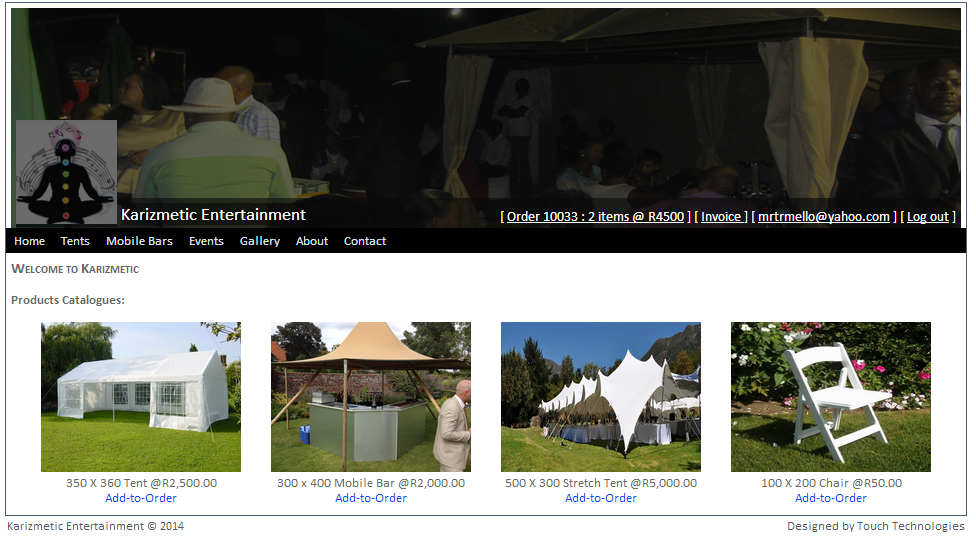 Karizmetic Entertainment
[ Order 10033 : 2 items @ R4500 ] [ Invoice ] [ mrtrmello@yahoo.com ] [ Log out ]
Home Tents Mobile Bars Events Gallery About Contact
Welcome to Karizmetic
Products Catalogues:
350 X 360 Tent @R2,500.00
Add-to-Order
300 x 400 Mobile Bar @R2,000.00
Add-to-Order
500 X 300 Stretch Tent @R5,000.00
Add-to-Order
100 X 200 Chair @R50.00
Add-to-Order
Karizmetic Entertainment © 2014
Designed by Touch Technologies